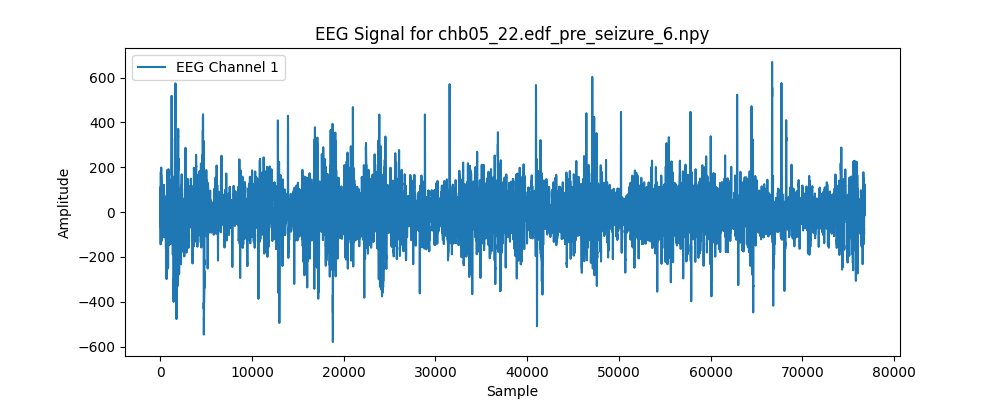 EEG Signal for chb05_22.edf_pre_seizure_6.npy
EEG Channel 1
Amplitude
600
400
200
0
−200
−400
−600
0 10000 20000 30000 40000 50000 60000 70000 80000
Sample